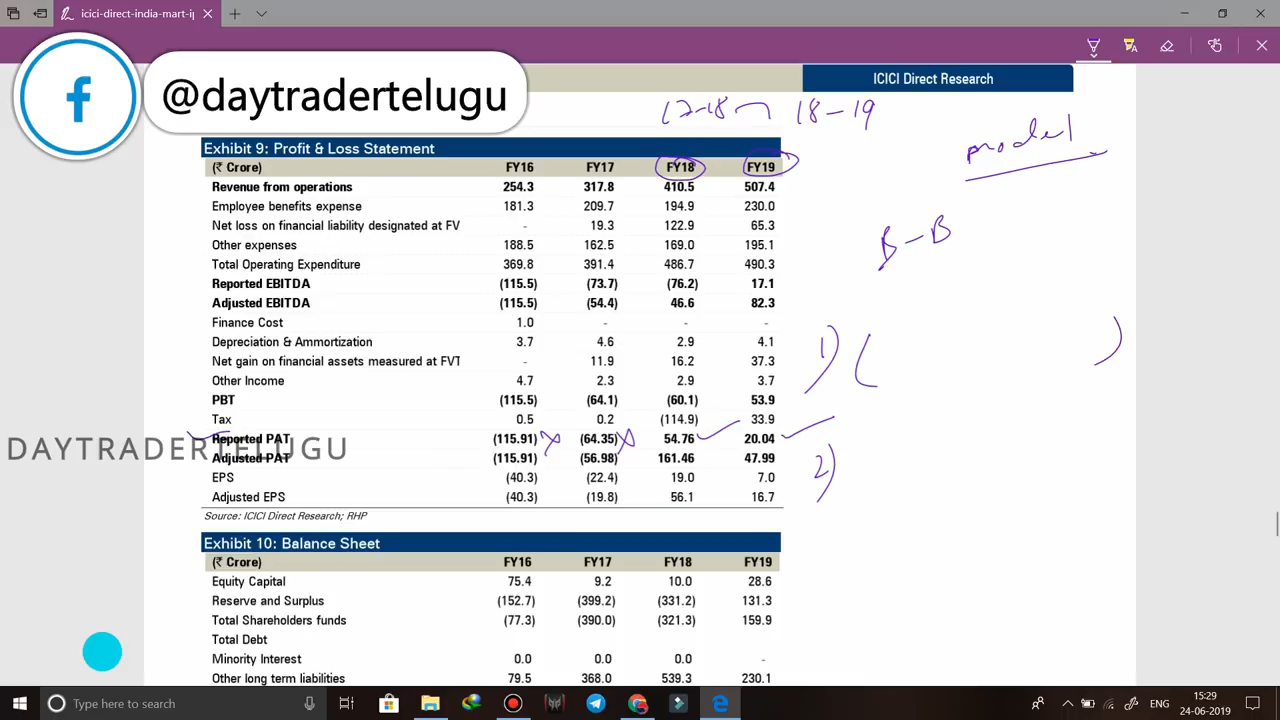 icici-direct-india-mart-ip
f
@daytradertelugu
ICICI Direct Research
17-18 18-19
model
B-B
1) ( )
2)
Exhibit 9: Profit & Loss Statement
(₹ Crore) FY16 FY17 FY18 FY19
Revenue from operations 254.3 317.8 410.5 507.4
Employee benefits expense 181.3 209.7 194.9 230.0
Net loss on financial liability designated at FV - 19.3 122.9 65.3
Other expenses 188.5 162.5 169.0 195.1
Total Operating Expenditure 369.8 391.4 486.7 490.3
Reported EBITDA (115.5) (73.7) (76.2) 17.1
Adjusted EBITDA (115.5) (54.4) 46.6 82.3
Finance Cost 1.0 - - -
Depreciation & Ammortization 3.7 4.6 2.9 4.1
Net gain on financial assets measured at FVT - 11.9 16.2 37.3
Other Income 4.7 2.3 2.9 3.7
PBT (115.5) (64.1) (60.1) 53.9
Tax 0.5 0.2 (114.9) 33.9
Reported PAT (115.91) (64.35) 54.76 20.04
DAYTRADERTELUGU
Adjusted PAT (115.91) (56.98) 161.46 47.99
EPS (40.3) (22.4) 19.0 7.0
Adjusted EPS (40.3) (19.8) 56.1 16.7
Source: ICICI Direct Research; RHP
Exhibit 10: Balance Sheet
(₹ Crore) FY16 FY17 FY18 FY19
Equity Capital 75.4 9.2 10.0 28.6
Reserve and Surplus (152.7) (399.2) (331.2) 131.3
Total Shareholders funds (77.3) (390.0) (321.3) 159.9
Total Debt
Minority Interest 0.0 0.0 0.0 -
Other long term liabilities 79.5 368.0 539.3 230.1
Type here to search
15:29
24-06-2019